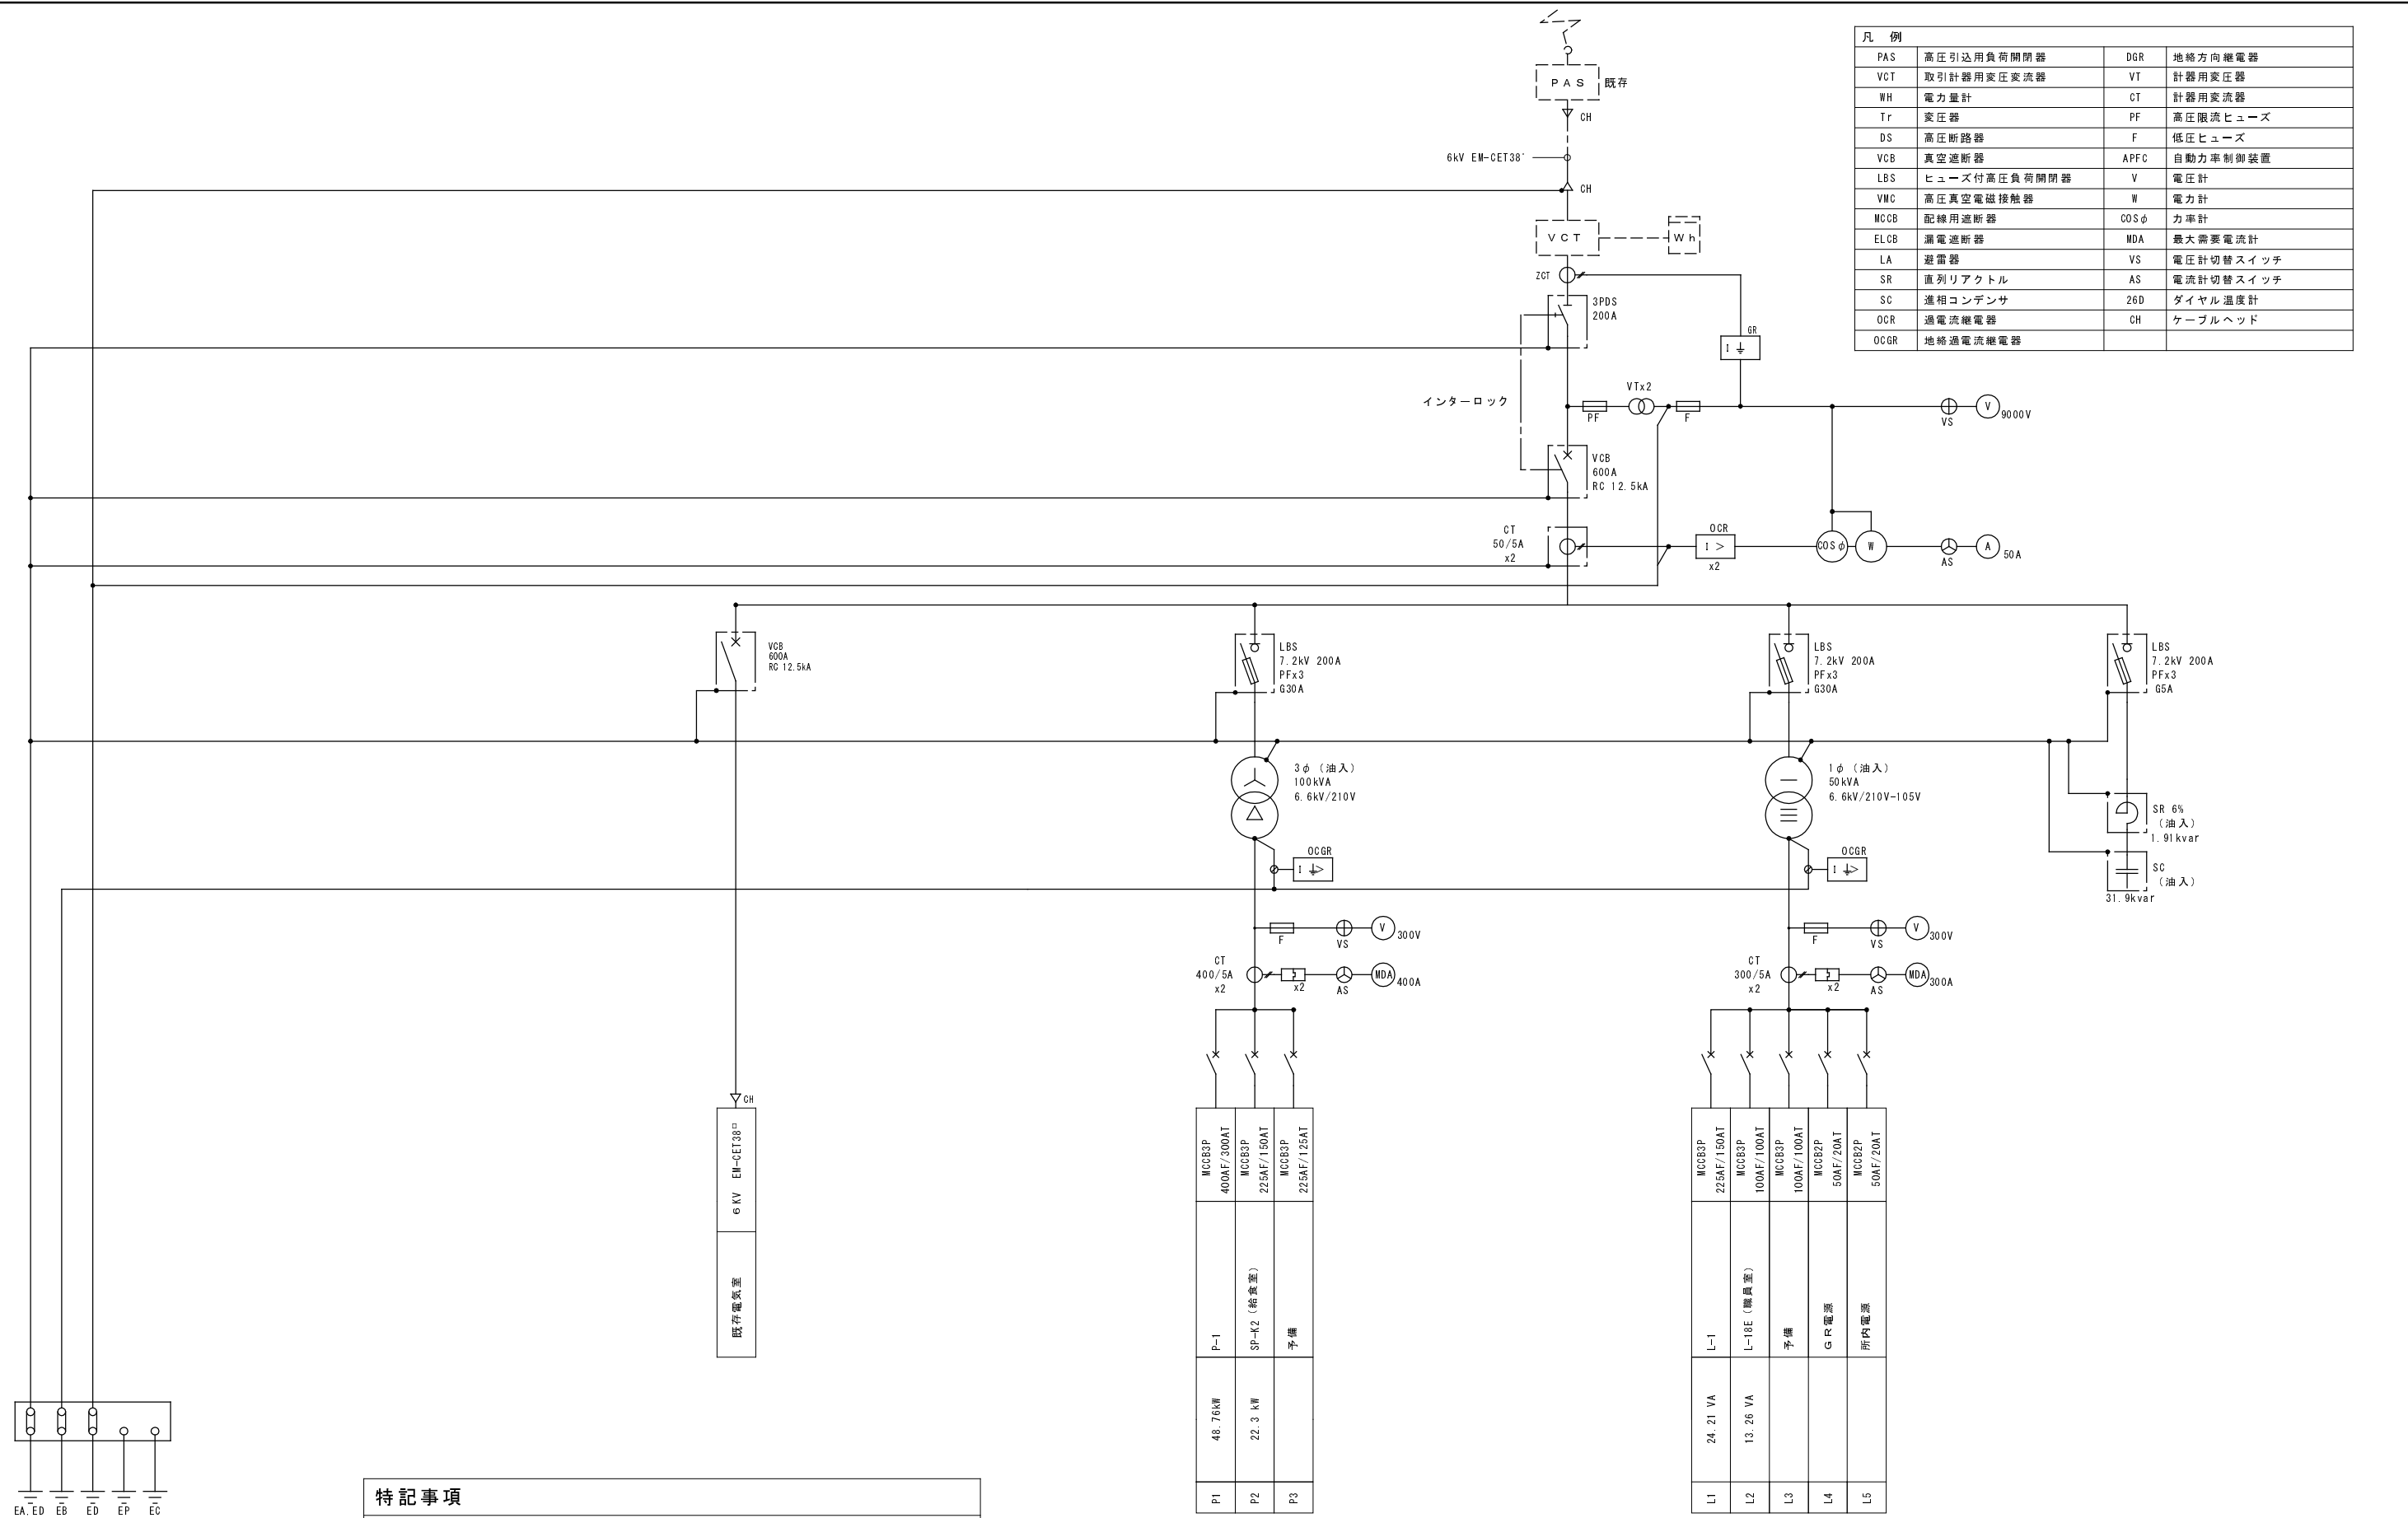 凡 例
PAS 高圧引込用負荷開閉器 DGR 地絡方向継電器
VCT 取引計器用変圧変流器 VT 計器用変圧器
WH 電力量計 CT 計器用変流器
Tr 変圧器 PF 高圧限流ヒューズ
DS 高圧断路器 F 低圧ヒューズ
VCB 真空遮断器 APFC 自動力率制御装置
LBS ヒューズ付高圧負荷開閉器 V 電圧計
VMC 高圧真空電磁接触器 W 電力計
MCCB 配線用遮断器 COSφ 力率計
ELCB 漏電遮断器 MDA 最大需要電流計
LA 避雷器 VS 電圧計切替スイッチ
SR 直列リアクトル AS 電流計切替スイッチ
SC 進相コンデンサ 26D ダイヤル温度計
OCR 過電流継電器 CH ケーブルヘッド
OCGR 地絡過電流継電器
PAS 既存
CH
6kV EM-CET38°
CH
VCT Wh
ZCT
3PDS
200A
GR
I
インターロック
VTx2
PF F
VS V 9000V
VCB
600A
RC 12.5kA
CT
50/5A
x2
OCR
I >
x2
COSφ W
AS A 50A
VCB
600A
RC 12.5kA
LBS
7.2kV 200A
PFx3
G30A
LBS
7.2kV 200A
PFx3
G30A
LBS
7.2kV 200A
PFx3
G5A
3φ (油入)
100kVA
6.6kV/210V
1φ (油入)
50kVA
6.6kV/210V-105V
SR 6%
(油入)
1.91kvar
SC
(油入)
31.9kvar
OCGR
I >
OCGR
I >
F VS V 300V
F VS V 300V
CT
400/5A
x2
x2 AS MDA 400A
CT
300/5A
x2
x2 AS MDA 300A
CH
6KV EM-CET38□
既存電気室
MCCB3P
400AF/300AT
P-1
48.76kW
P1
MCCB3P
225AF/150AT
SP-K2 (給食室)
22.3 kW
P2
MCCB3P
225AF/125AT
予備
P3
MCCB3P
225AF/150AT
L-1
24.21 VA
L1
MCCB3P
100AF/100AT
L-18E (職員室)
13.26 VA
L2
MCCB3P
100AF/100AT
予備
L3
MCCB2P
50AF/20AT
GR電源
L4
MCCB2P
50AF/20AT
所内電源
L5
EA.ED EB ED EP EC
特記事項